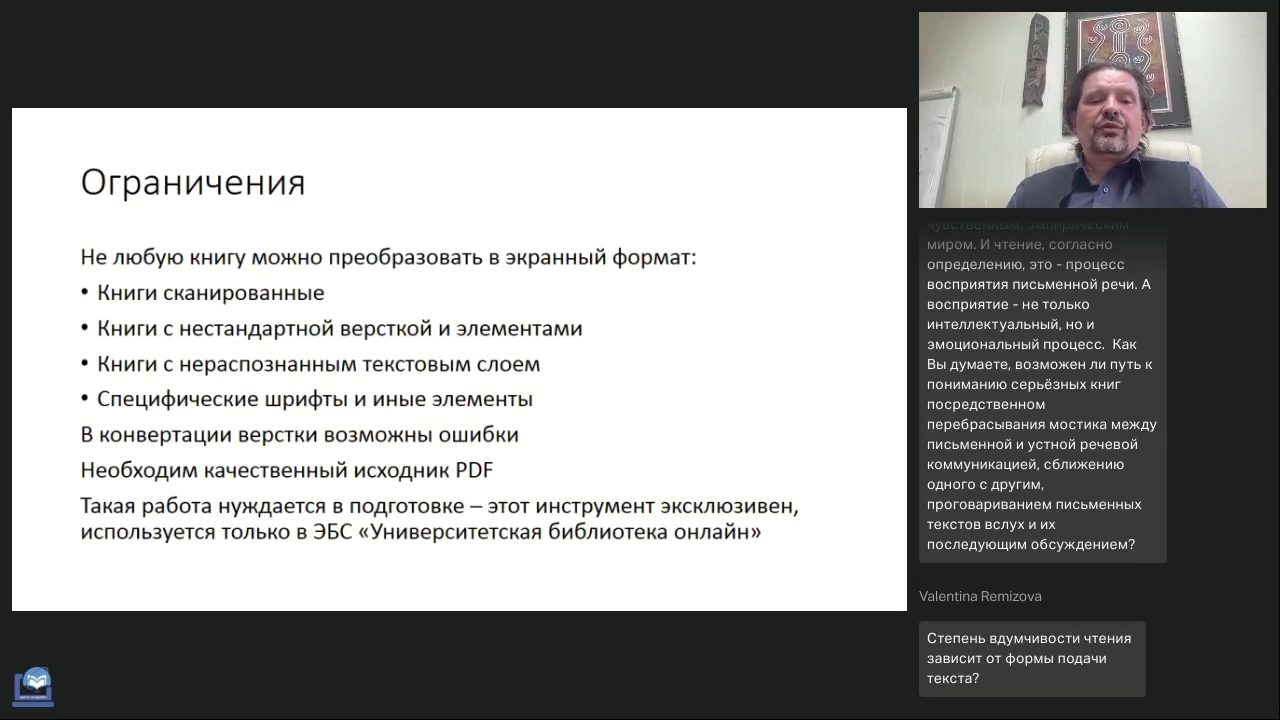 Ограничения
Не любую книгу можно преобразовать в экранный формат:
• Книги сканированные
• Книги с нестандартной версткой и элементами
• Книги с нераспознанным текстовым слоем
• Специфические шрифты и иные элементы
В конвертации верстки возможны ошибки
Необходим качественный исходник PDF
Такая работа нуждается в подготовке – этот инструмент эксклюзивен,
используется только в ЭБС «Университетская библиотека онлайн»
чувственным, эмпирическим
миром. И чтение, согласно
определению, это - процесс
восприятия письменной речи. А
восприятие - не только
интеллектуальный, но и
эмоциональный процесс. Как
Вы думаете, возможен ли путь к
пониманию серьёзных книг
посредственном
перебрасывания мостика между
письменной и устной речевой
коммуникацией, сближению
одного с другим,
проговариванием письменных
текстов вслух и их
последующим обсуждением?
Valentina Remizova
Степень вдумчивости чтения
зависит от формы подачи
текста?